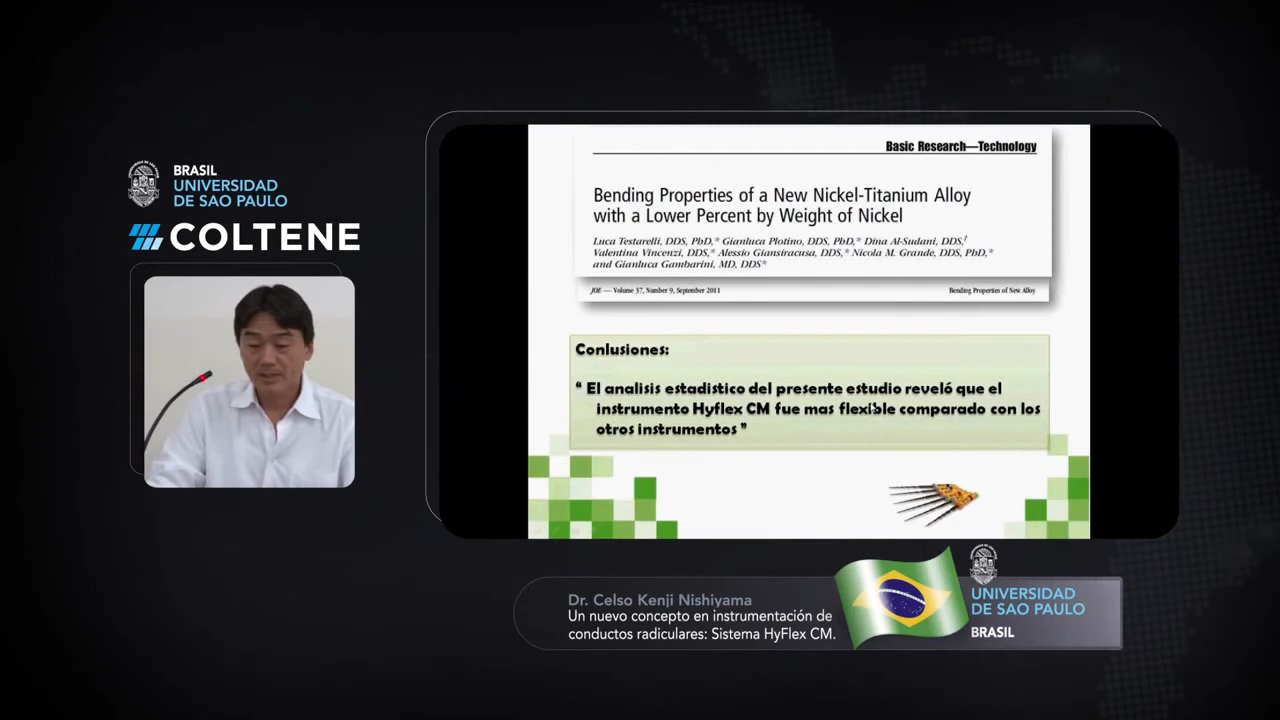 BRASIL
UNIVERSIDAD
DE SAO PAULO
COLTENE
Basic Research—Technology
Bending Properties of a New Nickel-Titanium Alloy
with a Lower Percent by Weight of Nickel
Luca Testarelli, DDS, PhD,* Gianluca Plotino, DDS, PhD,* Dina Al-Sudani, DDS,†
Valentina Vincenzi, DDS,* Alessio Giansiracusa, DDS,* Nicola M. Grande, DDS, PhD,*
and Gianluca Gambarini, MD, DDS*
JOE — Volume 37, Number 9, September 2011
Bending Properties of New Alloy
Conlusiones:
“ El analisis estadistico del presente estudio reveló que el
instrumento Hyflex CM fue mas flexible comparado con los
otros instrumentos ”
Dr. Celso Kenji Nishiyama
Un nuevo concepto en instrumentación de
conductos radiculares: Sistema HyFlex CM.
UNIVERSIDAD
DE SAO PAULO
BRASIL